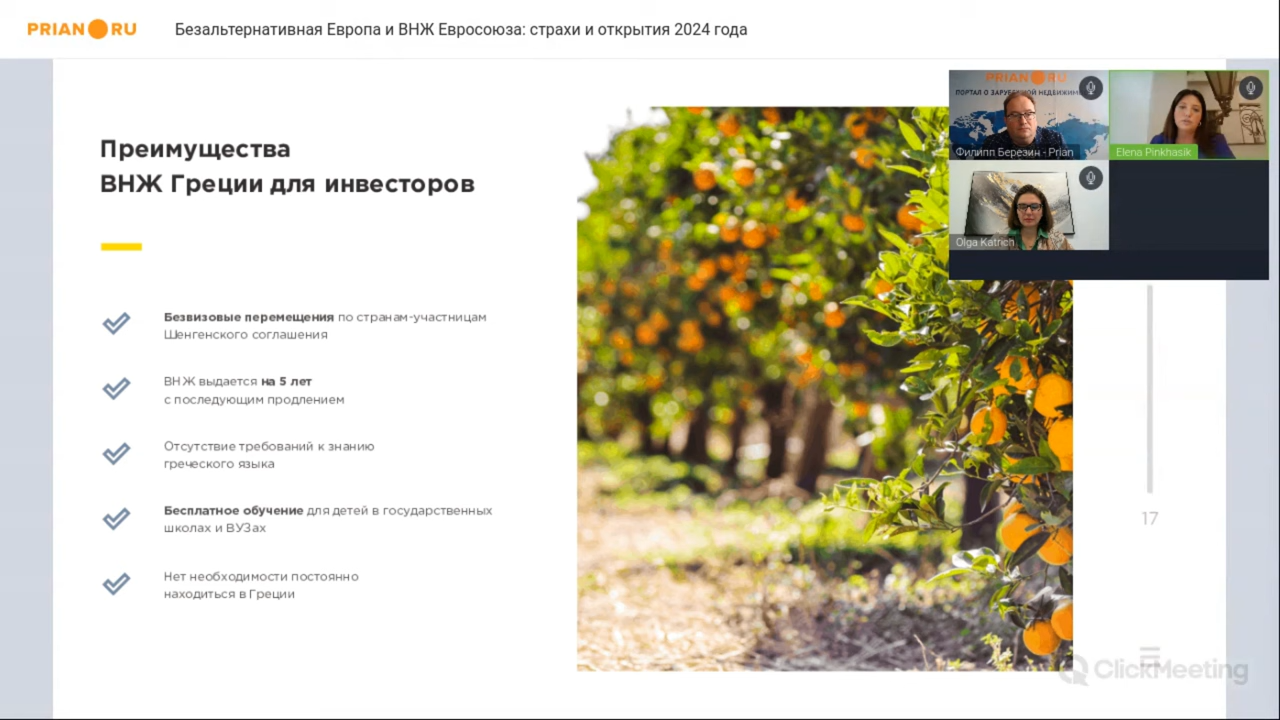 PRIAN RU
Безальтернативная Европа и ВНЖ Евросоюза: страхи и открытия 2024 года
PRIAN RU
ПОРТАЛ О ЗАРУБЕЖНОЙ НЕДВИЖИМ
Филипп Березин - Prian
Elena Pinkhasik
Olga Katrich
Преимущества
ВНЖ Греции для инвесторов
Безвизовые перемещения по странам-участницам
Шенгенского соглашения
ВНЖ выдается на 5 лет
с последующим продлением
Отсутствие требований к знанию
греческого языка
Бесплатное обучение для детей в государственных
школах и ВУЗах
Нет необходимости постоянно
находиться в Греции
17
ClickMeeting